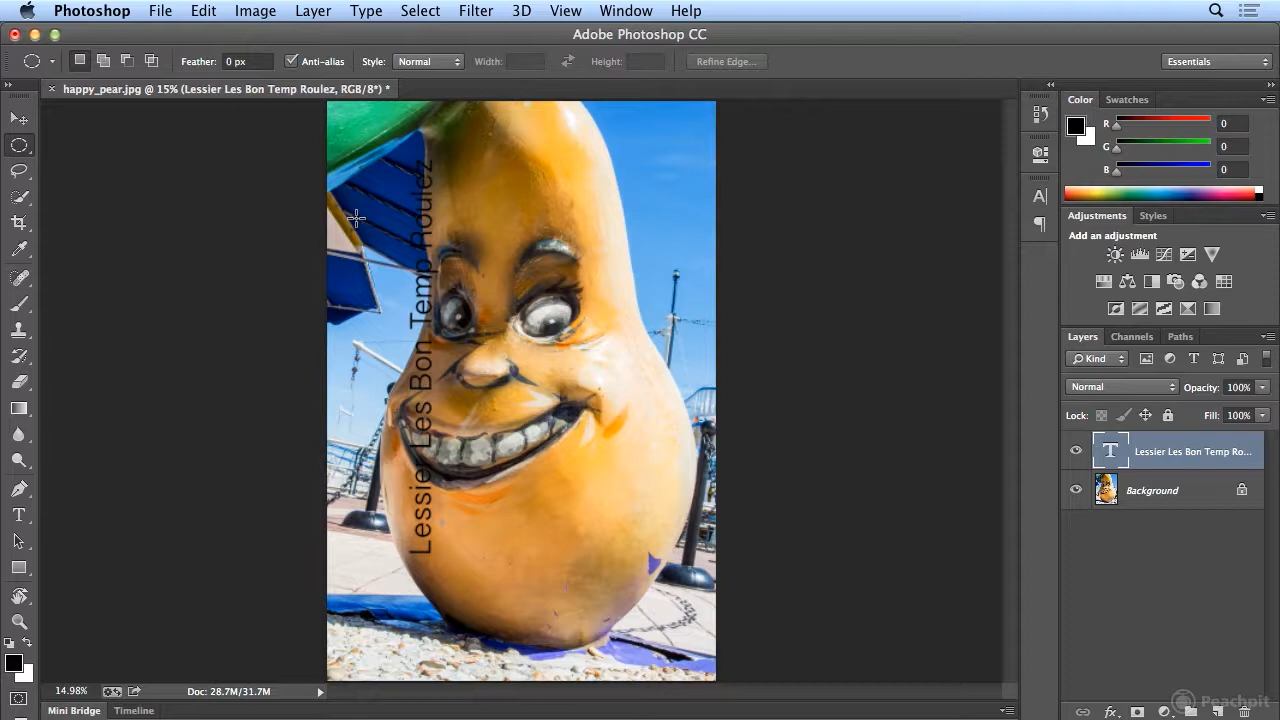 Photoshop File Edit Image Layer Type Select Filter 3D View Window Help
Adobe Photoshop CC
Feather: 0 px Anti-alias Style: Normal Width: Height: Refine Edge... Essentials
× happy_pear.jpg @ 15% (Lessier Les Bon Temp Roulez, RGB/8*) *
Color Swatches
R 0
G 0
B 0
Adjustments Styles
Add an adjustment
Layers Channels Paths
Kind
Normal Opacity: 100%
Lock: Fill: 100%
Lessier Les Bon Temp Ro...
Background
Lessier Les Bon Temp Roulez
14.98% Doc: 28.7M/31.7M
Mini Bridge Timeline
Peachpit